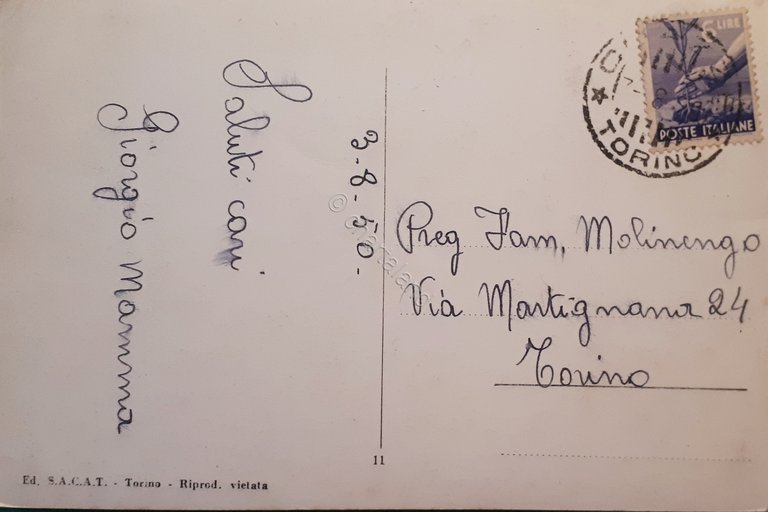 3-8-50-
Saluti cari
Giorgio Mamma
6 LIRE
POSTE ITALIANE
TORINO
Preg Fam. Molinengo
Via Martignana 24
Torino
11
Ed. S.A.C.A.T. - Torino - Riprod. vietata